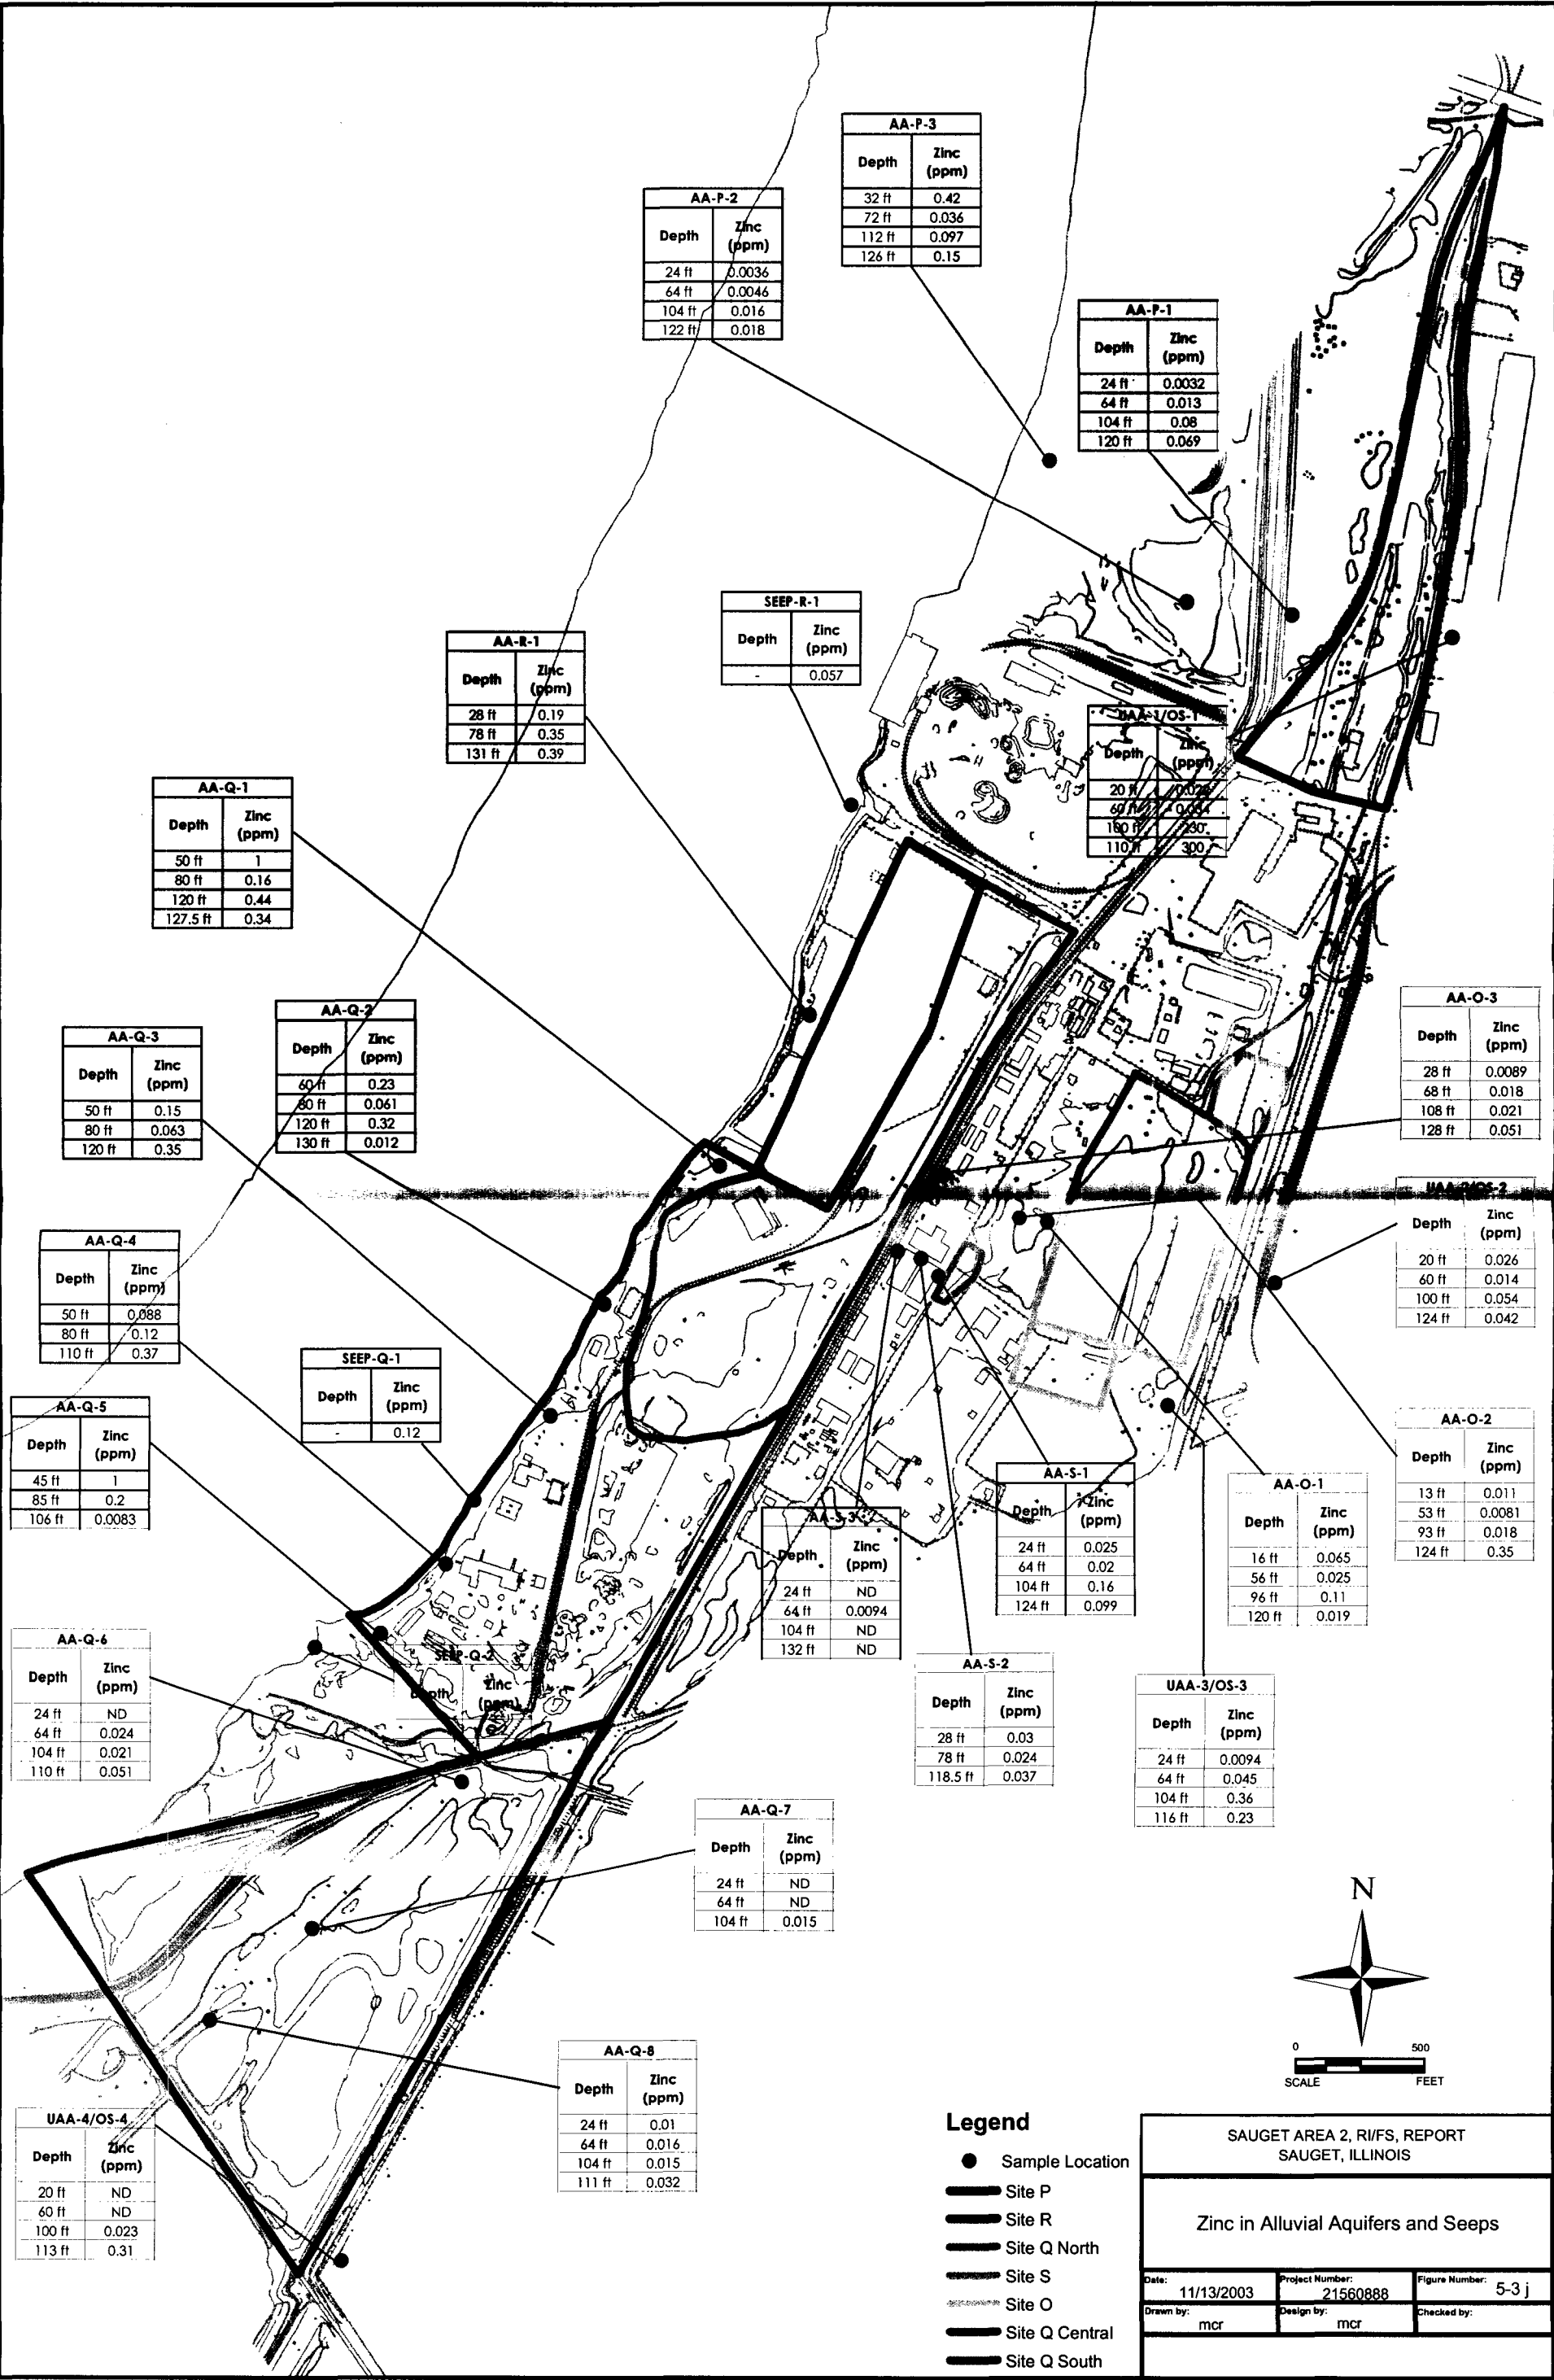 AA-P-3
Depth Zinc (ppm)
32 ft 0.42
72 ft 0.036
112 ft 0.097
126 ft 0.15
AA-P-2
Depth Zinc (ppm)
24 ft 0.0036
64 ft 0.0046
104 ft 0.016
122 ft 0.018
AA-P-1
Depth Zinc (ppm)
24 ft 0.0032
64 ft 0.013
104 ft 0.08
120 ft 0.069
SEEP-R-1
Depth Zinc (ppm)
- 0.057
AA-R-1
Depth Zinc (ppm)
28 ft 0.19
78 ft 0.35
131 ft 0.39
UAA-1/OS-1
Depth Zinc (ppm)
20 ft
60 ft
100 ft
110 ft 300
AA-Q-1
Depth Zinc (ppm)
50 ft 1
80 ft 0.16
120 ft 0.44
127.5 ft 0.34
AA-Q-2
Depth Zinc (ppm)
60 ft 0.23
80 ft 0.061
120 ft 0.32
130 ft 0.012
AA-Q-3
Depth Zinc (ppm)
50 ft 0.15
80 ft 0.063
120 ft 0.35
AA-O-3
Depth Zinc (ppm)
28 ft 0.0089
68 ft 0.018
108 ft 0.021
128 ft 0.051
Depth Zinc (ppm)
20 ft 0.026
60 ft 0.014
100 ft 0.054
124 ft 0.042
AA-Q-4
Depth Zinc (ppm)
50 ft 0.088
80 ft 0.12
110 ft 0.37
SEEP-Q-1
Depth Zinc (ppm)
- 0.12
AA-Q-5
Depth Zinc (ppm)
45 ft 1
85 ft 0.2
106 ft 0.0083
AA-O-2
Depth Zinc (ppm)
13 ft 0.011
53 ft 0.0081
93 ft 0.018
124 ft 0.35
AA-S-1
Depth Zinc (ppm)
24 ft 0.025
64 ft 0.02
104 ft 0.16
124 ft 0.099
AA-O-1
Depth Zinc (ppm)
16 ft 0.065
56 ft 0.025
96 ft 0.11
120 ft 0.019
AA-S-3
Depth Zinc (ppm)
24 ft ND
64 ft 0.0094
104 ft ND
132 ft ND
AA-Q-6
Depth Zinc (ppm)
24 ft ND
64 ft 0.024
104 ft 0.021
110 ft 0.051
SEEP-Q-2
Depth Zinc (ppm)
AA-S-2
Depth Zinc (ppm)
28 ft 0.03
78 ft 0.024
118.5 ft 0.037
UAA-3/OS-3
Depth Zinc (ppm)
24 ft 0.0094
64 ft 0.045
104 ft 0.36
116 ft 0.23
AA-Q-7
Depth Zinc (ppm)
24 ft ND
64 ft ND
104 ft 0.015
AA-Q-8
Depth Zinc (ppm)
24 ft 0.01
64 ft 0.016
104 ft 0.015
111 ft 0.032
UAA-4/OS-4
Depth Zinc (ppm)
20 ft ND
60 ft ND
100 ft 0.023
113 ft 0.31
N
0 500
SCALE FEET
Legend
Sample Location
Site P
Site R
Site Q North
Site S
Site O
Site Q Central
Site Q South
SAUGET AREA 2, RI/FS, REPORT
SAUGET, ILLINOIS
Zinc in Alluvial Aquifers and Seeps
Date: 11/13/2003
Project Number: 21560888
Figure Number: 5-3 j
Drawn by: mcr
Design by: mcr
Checked by: